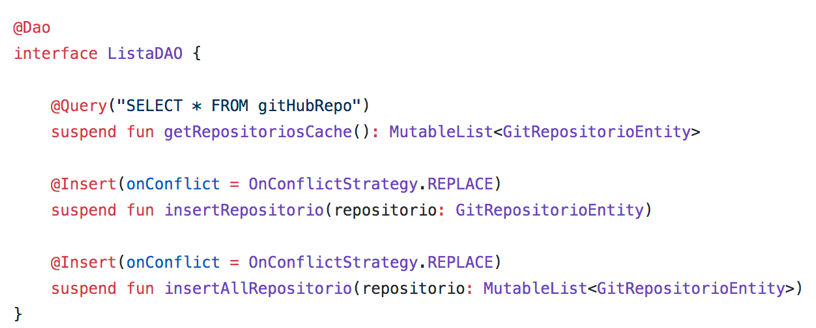 @Dao
interface ListaDAO {
@Query("SELECT * FROM gitHubRepo")
suspend fun getRepositoriosCache(): MutableList<GitRepositorioEntity>
@Insert(onConflict = OnConflictStrategy.REPLACE)
suspend fun insertRepositorio(repositorio: GitRepositorioEntity)
@Insert(onConflict = OnConflictStrategy.REPLACE)
suspend fun insertAllRepositorio(repositorio: MutableList<GitRepositorioEntity>)
}